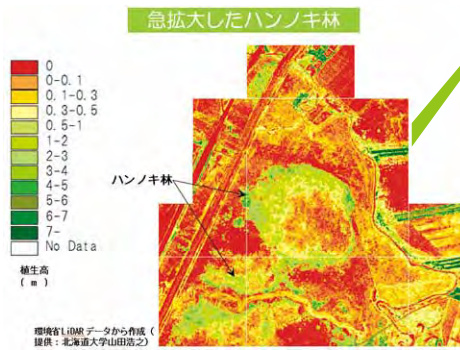 急拡大したハンノキ林
0
0-0.1
0.1-0.3
0.3-0.5
0.5-1
1-2
2-3
3-4
4-5
5-6
6-7
7-
No Data
植生高
(m)
ハンノキ林
環境省LiDARデータから作成(
提供:北海道大学山田浩之)